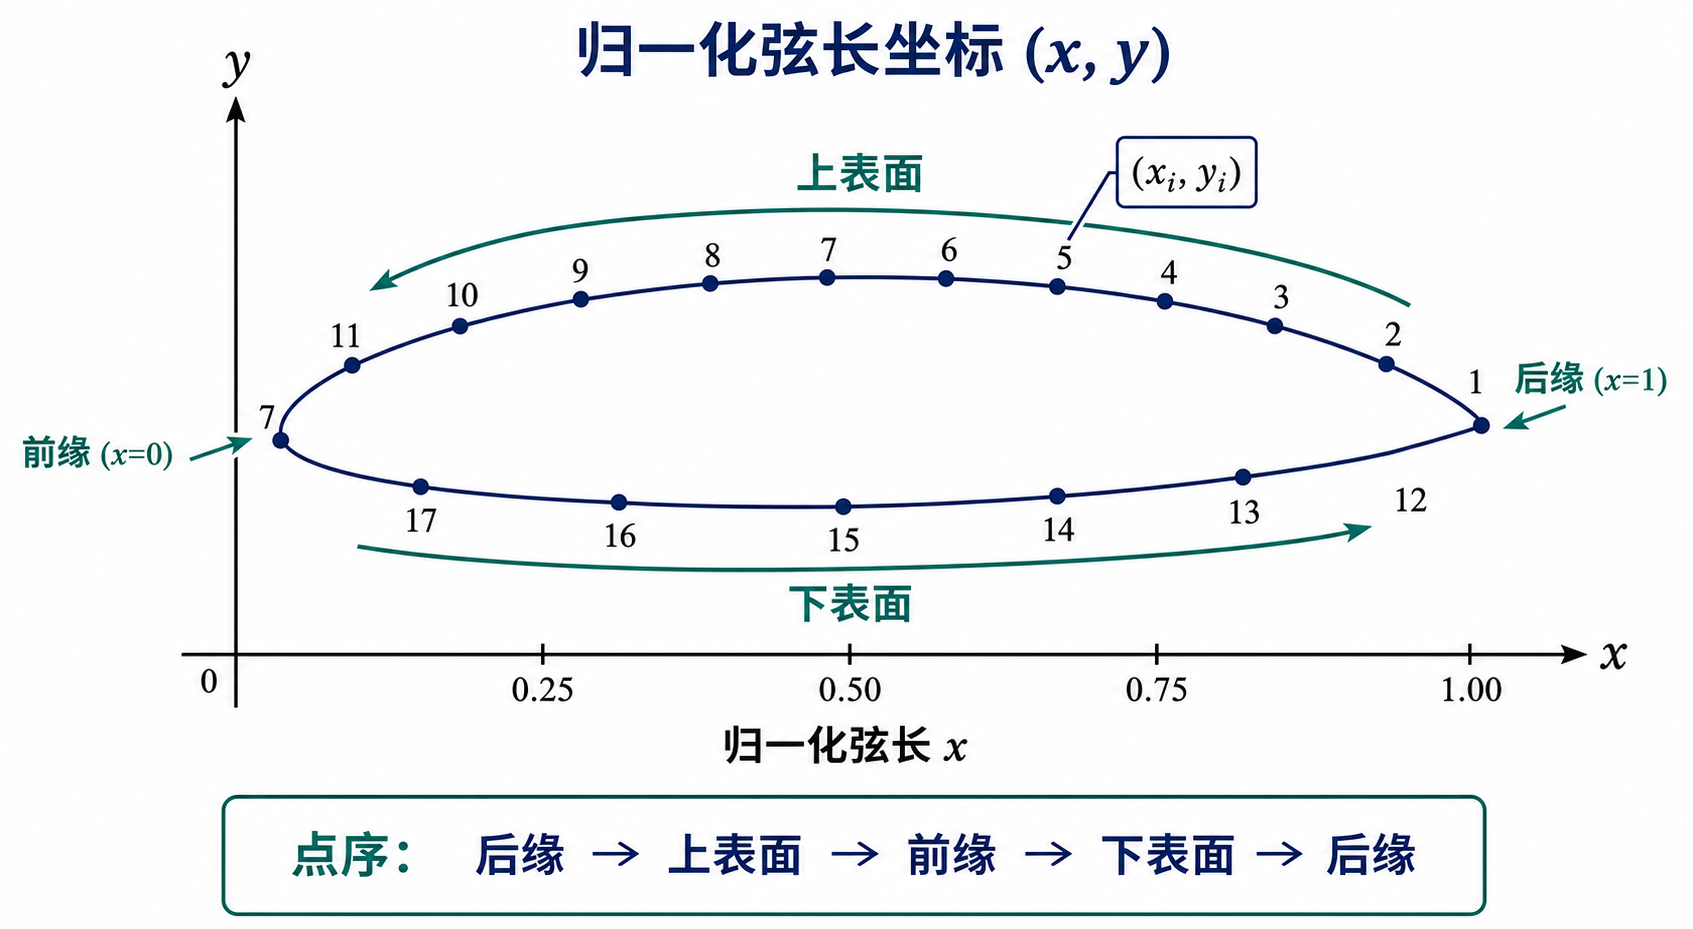 归一化弦长坐标 (x, y)
y
上表面
(xᵢ, yᵢ)
7
6
5
8
4
9
3
10
2
11
1
后缘 (x=1)
7
前缘 (x=0)
17
16
15
14
13
12
下表面
x
0
0.25
0.50
0.75
1.00
归一化弦长 x
点序： 后缘 → 上表面 → 前缘 → 下表面 → 后缘